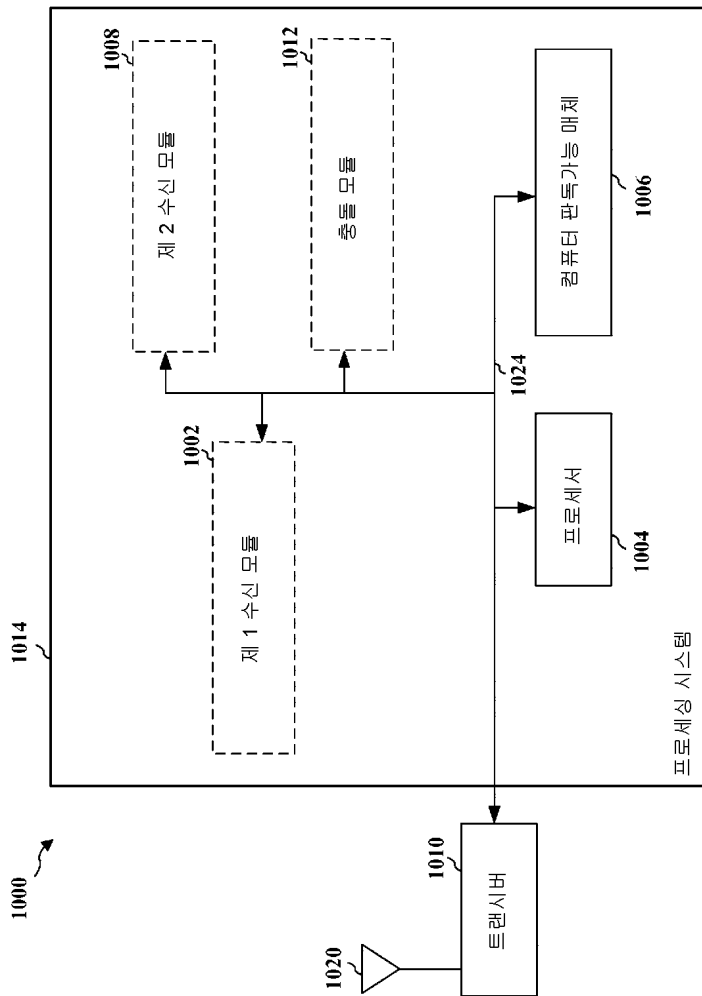 1000
1014
1002
제 1 수신 모듈
1008
제 2 수신 모듈
1012
충돌 모듈
1020
1010
트랜시버
1024
프로세서
1004
컴퓨터 판독가능 매체
1006
프로세싱 시스템